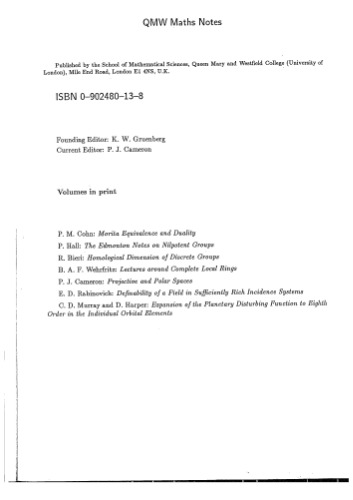 QMW Maths Notes
Published by the School of Mathematical Sciences, Queen Mary and Westfield College (University of
London), Mile End Road, London E1 4NS, U.K.
ISBN 0–902480–13–8
Founding Editor: K. W. Gruenberg
Current Editor: P. J. Cameron
Volumes in print
P. M. Cohn: Morita Equivalence and Duality
P. Hall: The Edmonton Notes on Nilpotent Groups
R. Bieri: Homological Dimension of Discrete Groups
B. A. F. Wehrfritz: Lectures around Complete Local Rings
P. J. Cameron: Projective and Polar Spaces
E. D. Rabinovich: Definability of a Field in Sufficiently Rich Incidence Systems
C. D. Murray and D. Harper: Expansion of the Planetary Disturbing Function to Eighth
Order in the Individual Orbital Elements